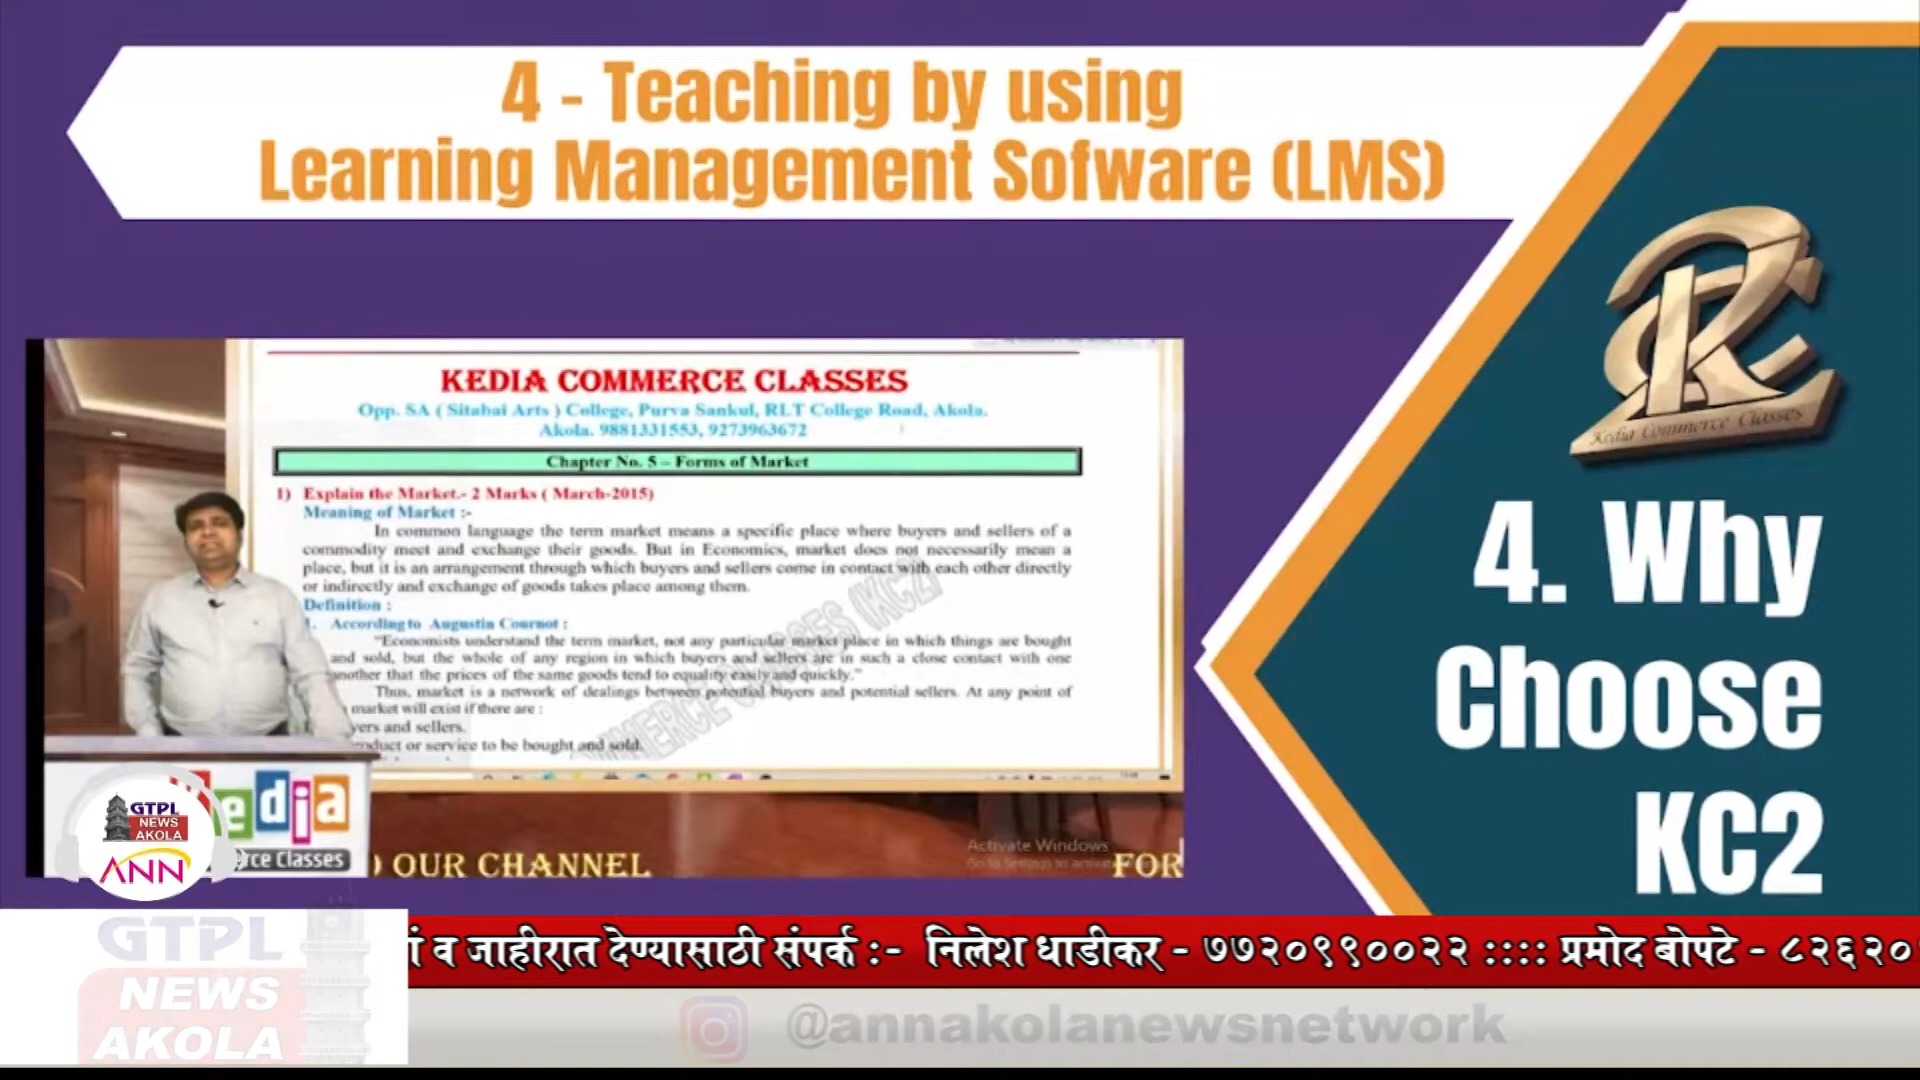 4 - Teaching by using
Learning Management Sofware (LMS)
KEDIA COMMERCE CLASSES
Opp. SA ( Sitabai Arts ) College, Purva Sankul, RLT College Road, Akola.
Akola. 9881331553, 9273963672
Chapter No. 5 – Forms of Market
1) Explain the Market.- 2 Marks ( March-2015)
Meaning of Market :-
In common language the term market means a specific place where buyers and sellers of a
commodity meet and exchange their goods. But in Economics, market does not necessarily mean a
place, but it is an arrangement through which buyers and sellers come in contact with each other directly
or indirectly and exchange of goods takes place among them.
Definition :
1. According to Augustin Cournot :
"Economists understand the term market, not any particular market place in which things are bought
and sold, but the whole of any region in which buyers and sellers are in such a close contact with one
another that the prices of the same goods tend to equality easily and quickly."
Thus, market is a network of dealings between potential buyers and potential sellers. At any point of
market will exist if there are :
yers and sellers.
oduct or service to be bought and sold.
MMERCE CLASSES (KC2)
edia
rce Classes
) OUR CHANNEL
FOR
Activate Windows
GTPL
NEWS
AKOLA
ANN
Kedia Commerce Classes
4. Why
Choose
KC2
GTPL
NEWS
AKOLA
व जाहीरात देण्यासाठी संपर्क :- निलेश धाडीकर - ७७२०९९००२२ :::: प्रमोद बोपटे - ८२६२०
@annakolanewsnetwork